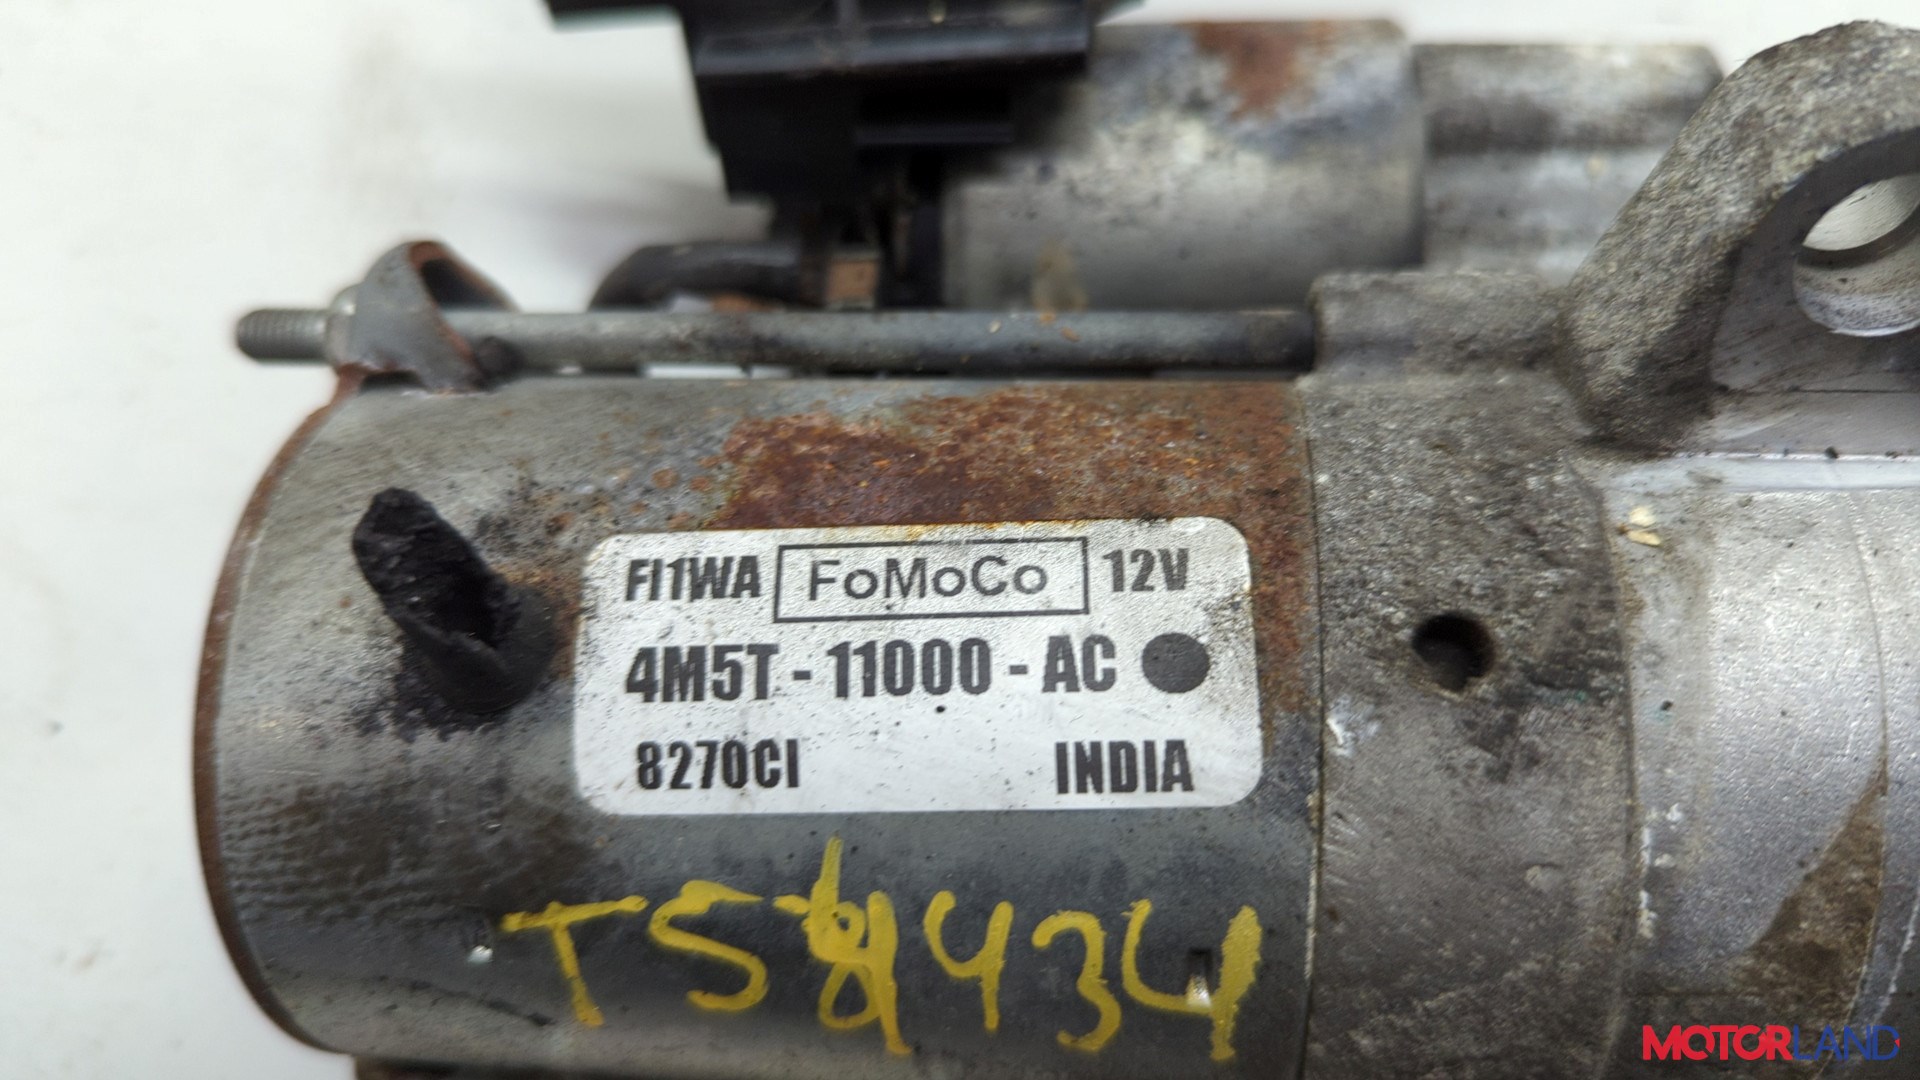 FI1WA FoMoCo 12V
4M5T - 11000 - AC
8270CI INDIA
MOTORLAND